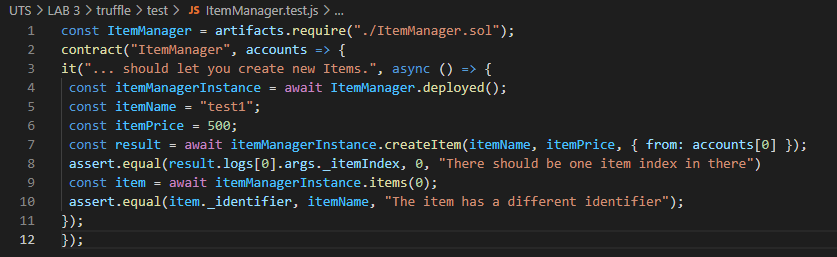 UTS > LAB 3 > truffle > test > JS ItemManager.test.js > ...
1 const ItemManager = artifacts.require("./ItemManager.sol");
2 contract("ItemManager", accounts => {
3 it("... should let you create new Items.", async () => {
4 const itemManagerInstance = await ItemManager.deployed();
5 const itemName = "test1";
6 const itemPrice = 500;
7 const result = await itemManagerInstance.createItem(itemName, itemPrice, { from: accounts[0] });
8 assert.equal(result.logs[0].args._itemIndex, 0, "There should be one item index in there")
9 const item = await itemManagerInstance.items(0);
10 assert.equal(item._identifier, itemName, "The item has a different identifier");
11 });
12 });